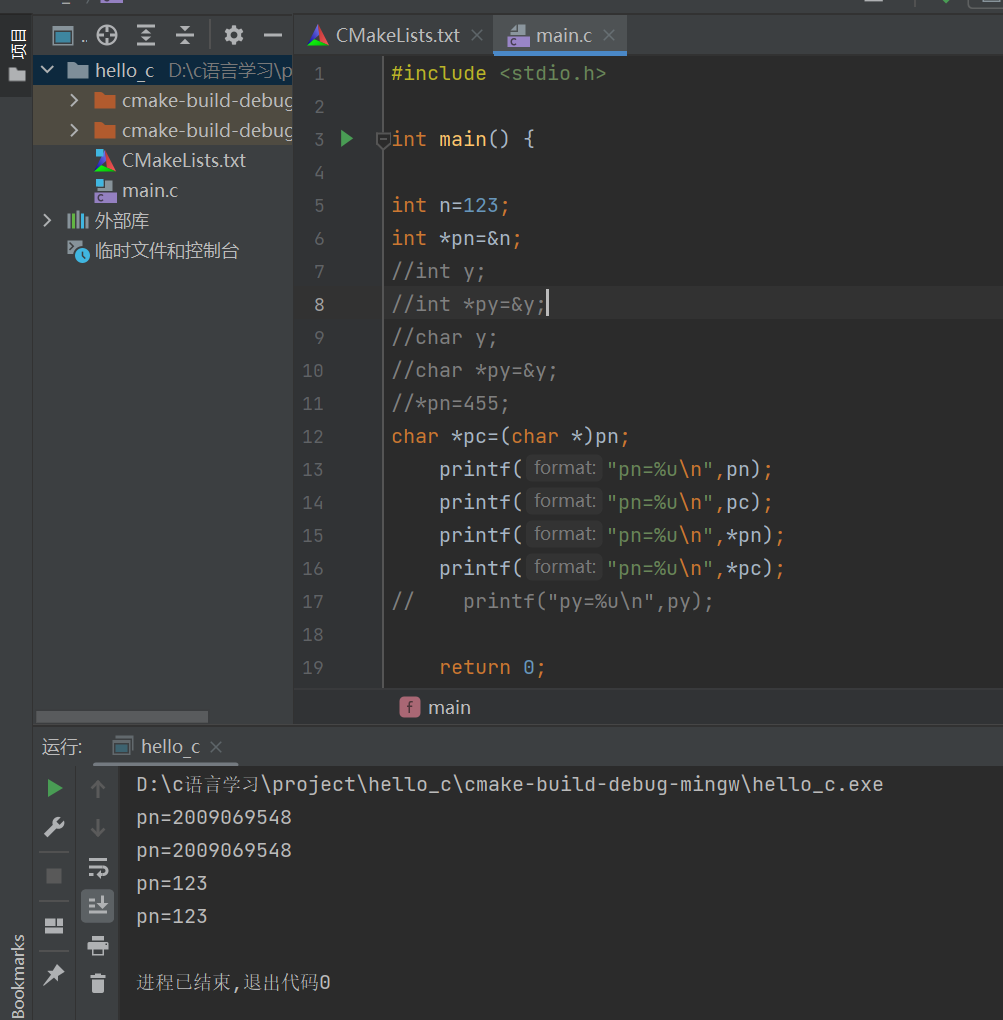 项目
hello_c D:\c语言学习\p
cmake-build-debug
cmake-build-debug
CMakeLists.txt
main.c
外部库
临时文件和控制台
CMakeLists.txt main.c
1 #include <stdio.h>
2
3 int main() {
4
5 int n=123;
6 int *pn=&n;
7 //int y;
8 //int *py=&y;
9 //char y;
10 //char *py=&y;
11 //*pn=455;
12 char *pc=(char *)pn;
13 printf( format: "pn=%u\n",pn);
14 printf( format: "pn=%u\n",pc);
15 printf( format: "pn=%u\n",*pn);
16 printf( format: "pn=%u\n",*pc);
17 // printf("py=%u\n",py);
18
19 return 0;
f main
运行: hello_c
D:\c语言学习\project\hello_c\cmake-build-debug-mingw\hello_c.exe
pn=2009069548
pn=2009069548
pn=123
pn=123
进程已结束,退出代码0
Bookmarks